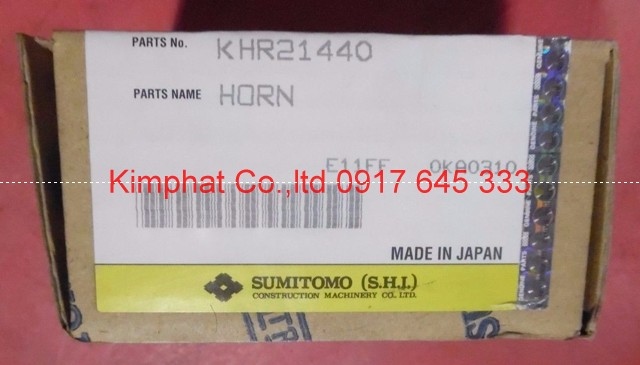 PARTS No. KHR21440
PARTS NAME HORN
E11FF 0KA0310
Kimphat Co.,ltd 0917 645 333
MADE IN JAPAN
SUMITOMO (S.H.I.)
CONSTRUCTION MACHINERY CO., LTD.